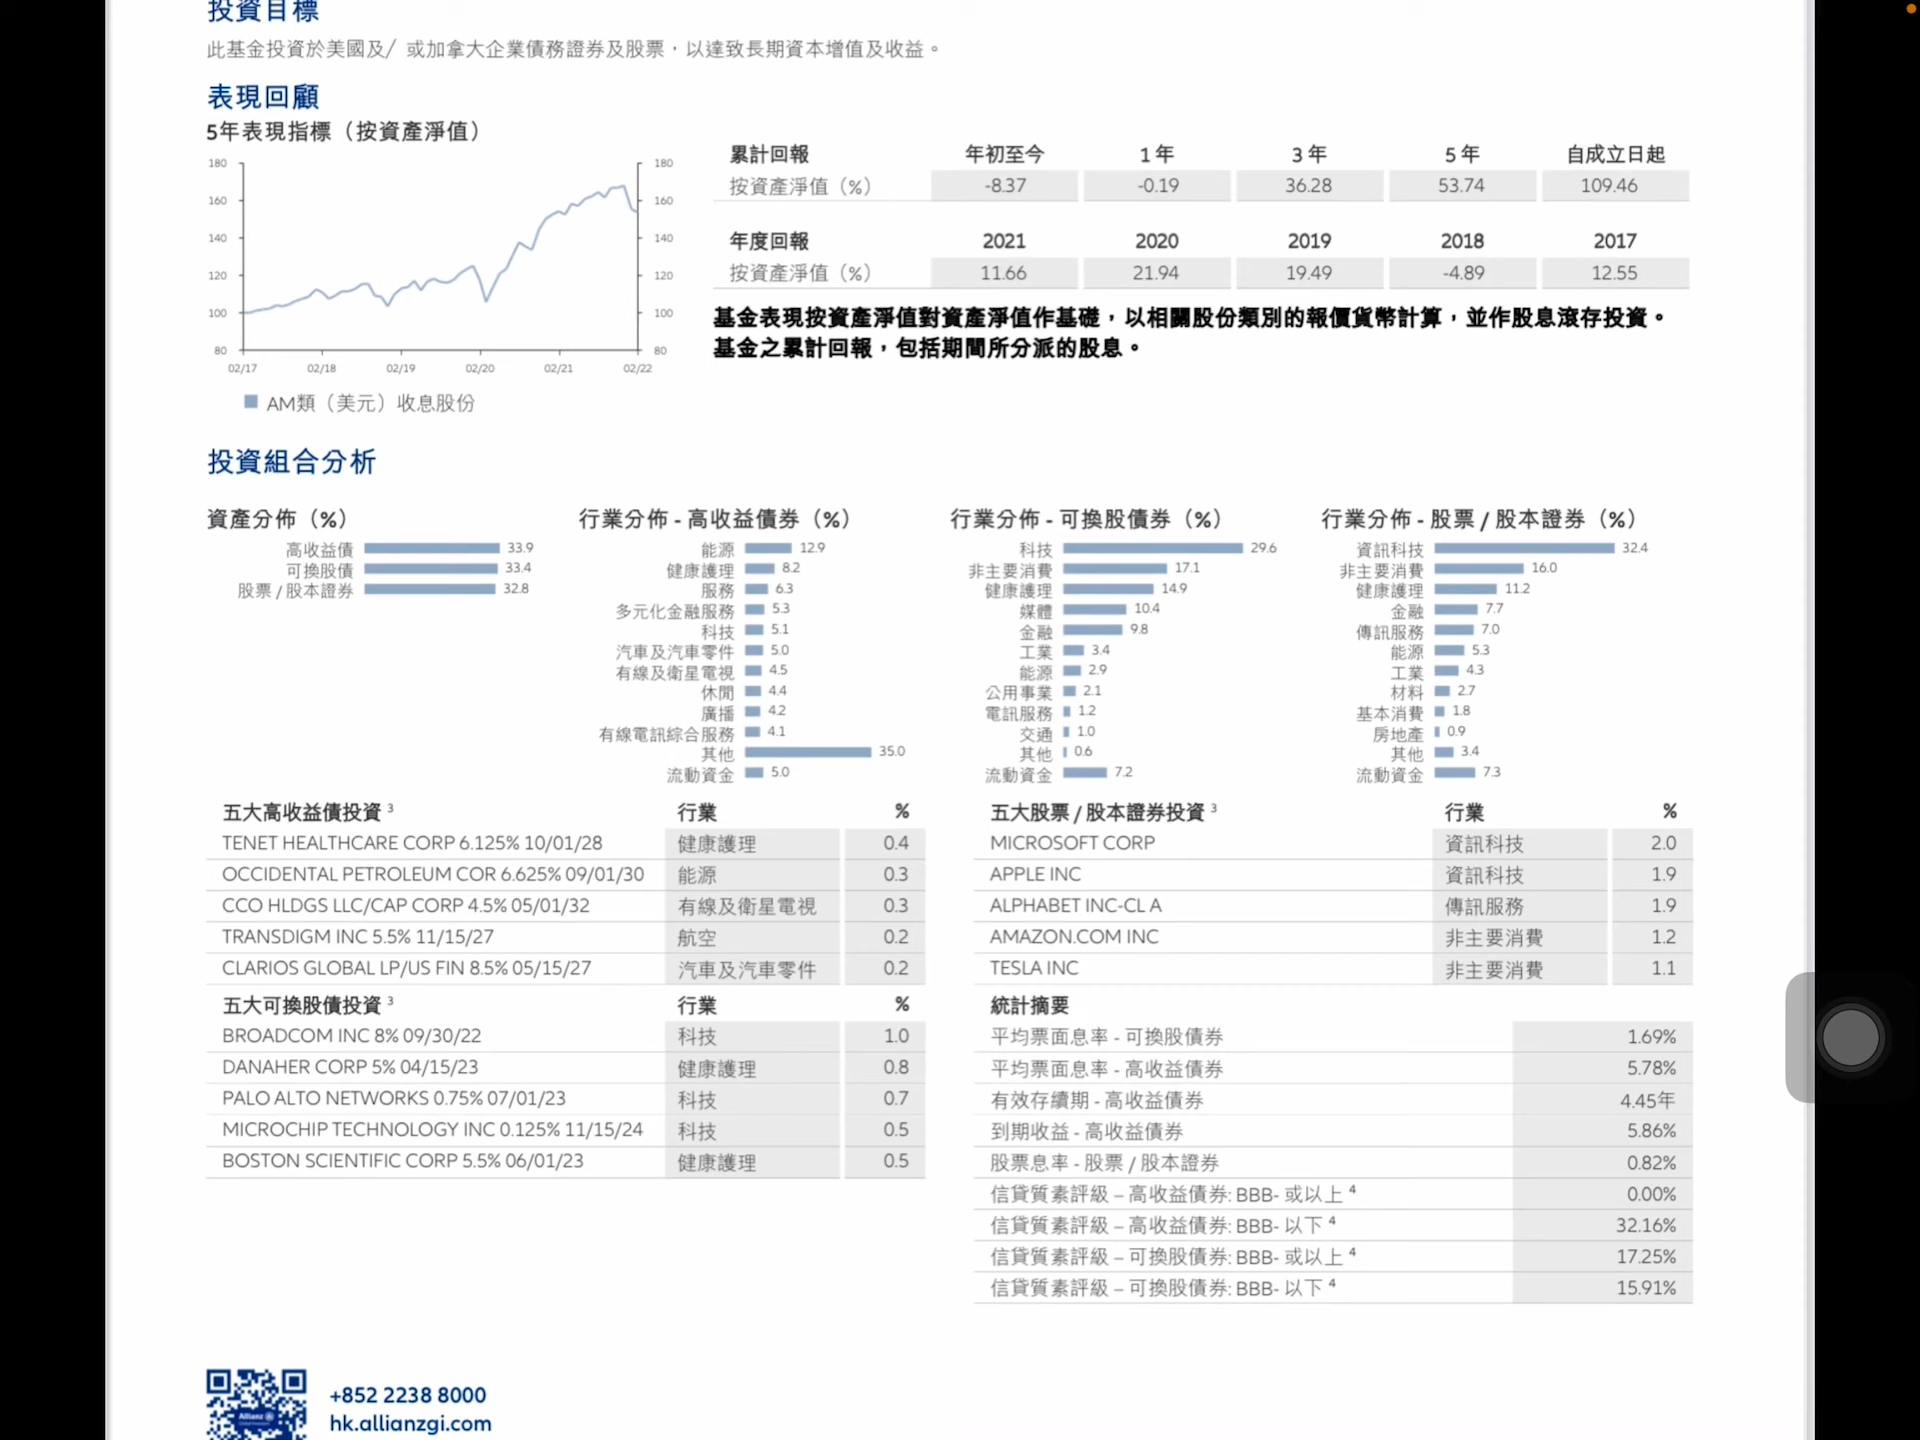 投資目標
此基金投資於美國及/ 或加拿大企業債務證券及股票，以達致長期資本增值及收益。
表現回顧
5年表現指標（按資產淨值）
180 180
160 160
140 140
120 120
100 100
80 80
02/17 02/18 02/19 02/20 02/21 02/22
AM類（美元）收息股份
累計回報 年初至今 1 年 3 年 5 年 自成立日起
按資產淨值（%） -8.37 -0.19 36.28 53.74 109.46
年度回報 2021 2020 2019 2018 2017
按資產淨值（%） 11.66 21.94 19.49 -4.89 12.55
基金表現按資產淨值對資產淨值作基礎，以相關股份類別的報價貨幣計算，並作股息滾存投資。
基金之累計回報，包括期間所分派的股息。
投資組合分析
資產分佈（%）
高收益債 33.9
可換股債 33.4
股票 / 股本證券 32.8
行業分佈 - 高收益債券（%）
能源 12.9
健康護理 8.2
服務 6.3
多元化金融服務 5.3
科技 5.1
汽車及汽車零件 5.0
有線及衛星電視 4.5
休閒 4.4
廣播 4.2
有線電訊綜合服務 4.1
其他 35.0
流動資金 5.0
行業分佈 - 可換股債券（%）
科技 29.6
非主要消費 17.1
健康護理 14.9
媒體 10.4
金融 9.8
工業 3.4
能源 2.9
公用事業 2.1
電訊服務 1.2
交通 1.0
其他 0.6
流動資金 7.2
行業分佈 - 股票 / 股本證券（%）
資訊科技 32.4
非主要消費 16.0
健康護理 11.2
金融 7.7
傳訊服務 7.0
能源 5.3
工業 4.3
材料 2.7
基本消費 1.8
房地產 0.9
其他 3.4
流動資金 7.3
五大高收益債投資 3 行業 %
TENET HEALTHCARE CORP 6.125% 10/01/28 健康護理 0.4
OCCIDENTAL PETROLEUM COR 6.625% 09/01/30 能源 0.3
CCO HLDGS LLC/CAP CORP 4.5% 05/01/32 有線及衛星電視 0.3
TRANSDIGM INC 5.5% 11/15/27 航空 0.2
CLARIOS GLOBAL LP/US FIN 8.5% 05/15/27 汽車及汽車零件 0.2
五大可換股債投資 3 行業 %
BROADCOM INC 8% 09/30/22 科技 1.0
DANAHER CORP 5% 04/15/23 健康護理 0.8
PALO ALTO NETWORKS 0.75% 07/01/23 科技 0.7
MICROCHIP TECHNOLOGY INC 0.125% 11/15/24 科技 0.5
BOSTON SCIENTIFIC CORP 5.5% 06/01/23 健康護理 0.5
五大股票 / 股本證券投資 3 行業 %
MICROSOFT CORP 資訊科技 2.0
APPLE INC 資訊科技 1.9
ALPHABET INC-CL A 傳訊服務 1.9
AMAZON.COM INC 非主要消費 1.2
TESLA INC 非主要消費 1.1
統計摘要
平均票面息率 - 可換股債券 1.69%
平均票面息率 - 高收益債券 5.78%
有效存續期 - 高收益債券 4.45年
到期收益 - 高收益債券 5.86%
股票息率 - 股票 / 股本證券 0.82%
信貸質素評級 – 高收益債券: BBB- 或以上 4 0.00%
信貸質素評級 – 高收益債券: BBB- 以下 4 32.16%
信貸質素評級 – 可換股債券: BBB- 或以上 4 17.25%
信貸質素評級 – 可換股債券: BBB- 以下 4 15.91%
Allianz
+852 2238 8000
hk.allianzgi.com